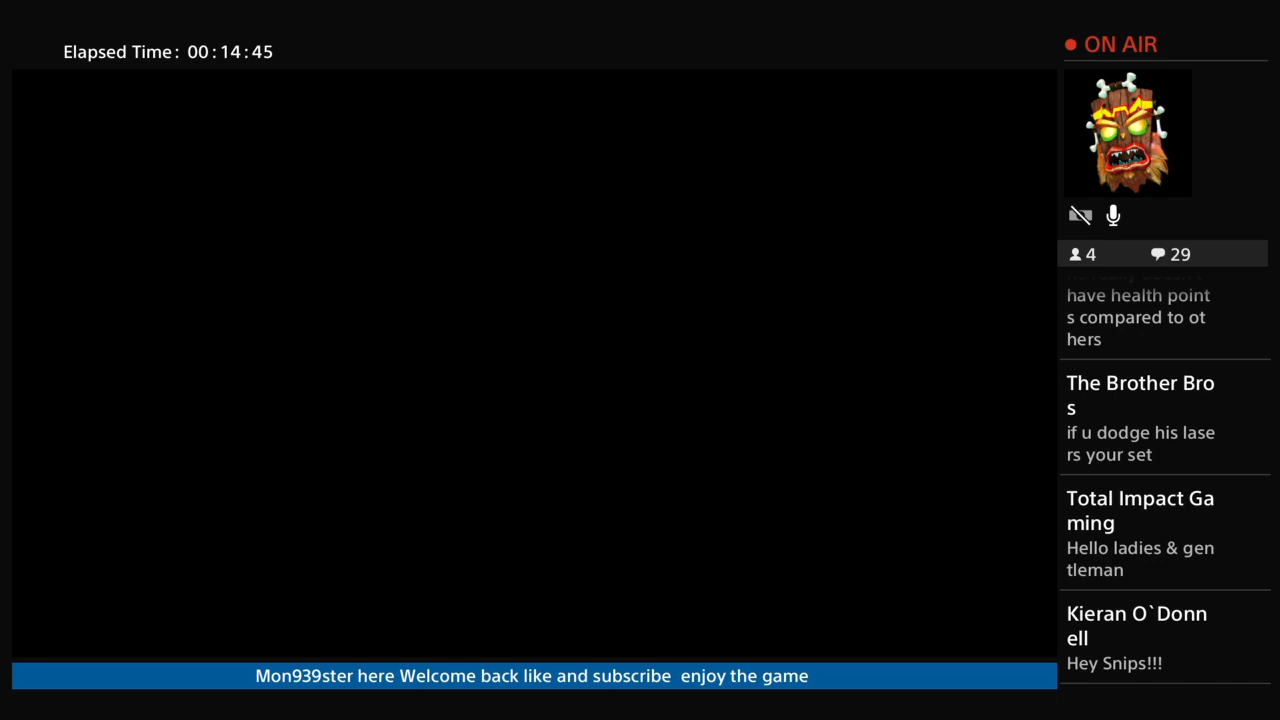 Elapsed Time: 00:14:45
ON AIR
4 29
have health point
s compared to ot
hers
The Brother Bro
s
if u dodge his lase
rs your set
Total Impact Ga
ming
Hello ladies & gen
tleman
Kieran O`Donn
ell
Hey Snips!!!
Mon939ster here Welcome back like and subscribe enjoy the game